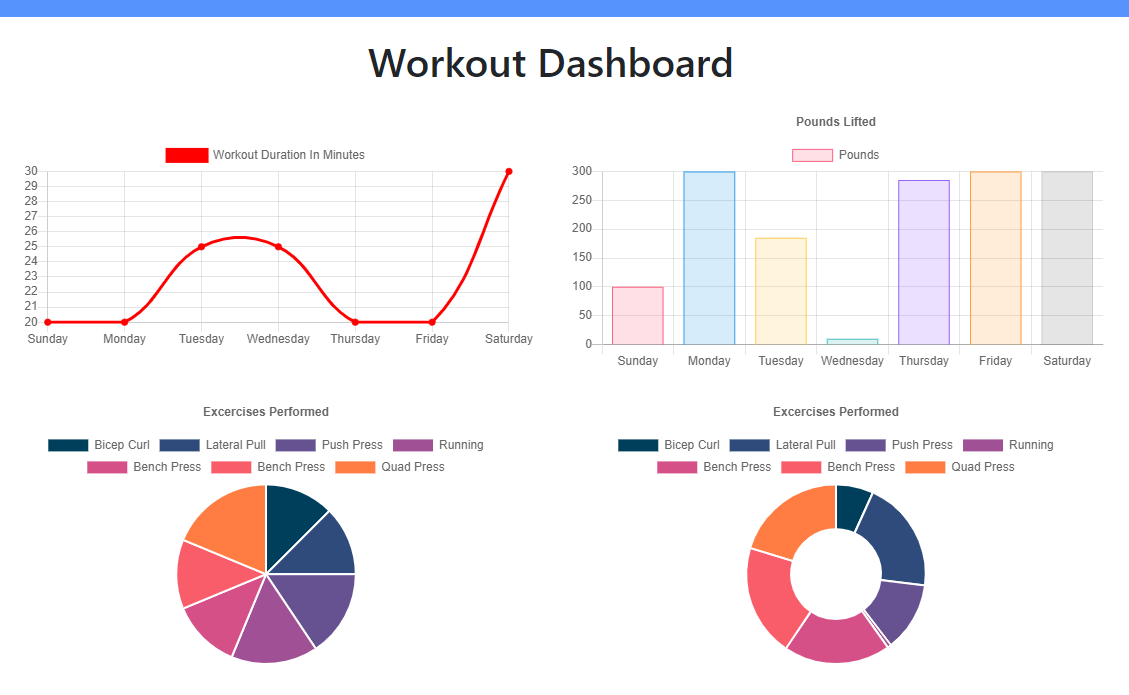 Workout Dashboard
Workout Duration In Minutes
30
29
28
27
26
25
24
23
22
21
20
Sunday Monday Tuesday Wednesday Thursday Friday Saturday
Pounds Lifted
Pounds
300
250
200
150
100
50
0
Sunday Monday Tuesday Wednesday Thursday Friday Saturday
Excercises Performed
Bicep Curl Lateral Pull Push Press Running
Bench Press Bench Press Quad Press
Excercises Performed
Bicep Curl Lateral Pull Push Press Running
Bench Press Bench Press Quad Press